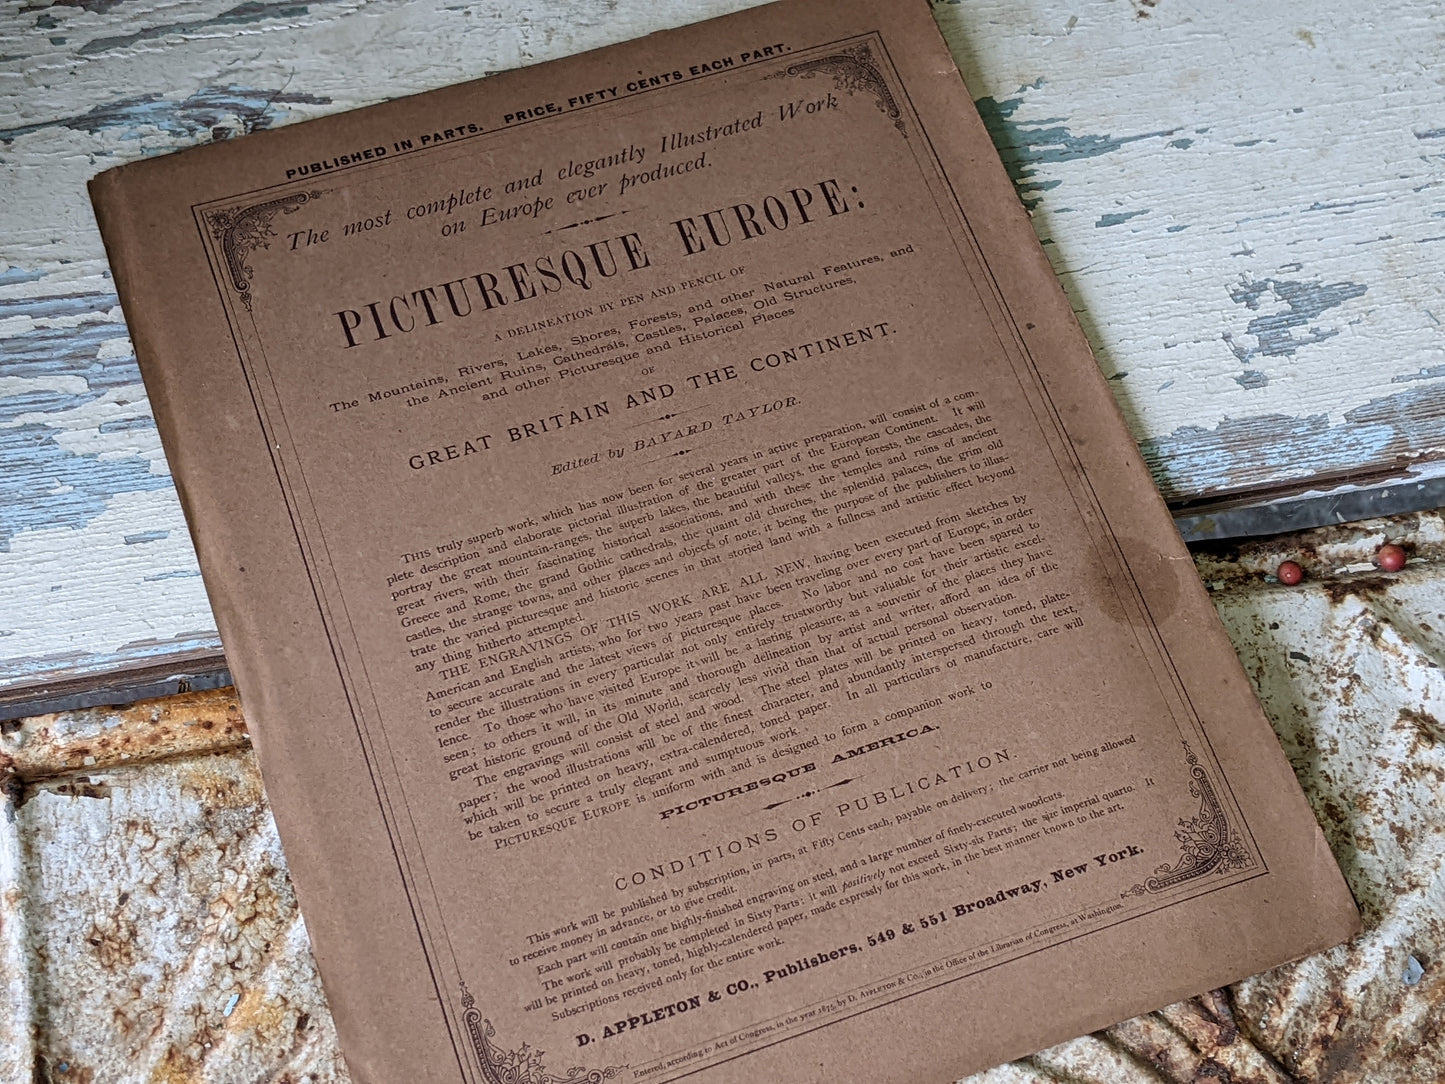 PUBLISHED IN PARTS. PRICE, FIFTY CENTS EACH PART.
The most complete and elegantly Illustrated Work
on Europe ever produced.
PICTURESQUE EUROPE:
A DELINEATION BY PEN AND PENCIL OF
The Mountains, Rivers, Lakes, Shores, Forests, and other Natural Features, and
the Ancient Ruins, Cathedrals, Castles, Palaces, Old Structures,
and other Picturesque and Historical Places
OF
GREAT BRITAIN AND THE CONTINENT.
Edited by BAYARD TAYLOR.
THIS truly superb work, which has now been for several years in active preparation, will consist of a com-
plete description and elaborate pictorial illustration of the greater part of the European Continent. It will
portray the great mountain-ranges, the superb lakes, the beautiful valleys, the grand forests, the cascades, the
great rivers, with their fascinating historical associations, and with these the temples and ruins of ancient
Greece and Rome, the grand Gothic cathedrals, the quaint old churches, the splendid palaces, the grim old
castles, the strange towns, and other places and objects of note, it being the purpose of the publishers to illus-
trate the varied picturesque and historic scenes in that storied land with a fullness and artistic effect beyond
any thing hitherto attempted.
THE ENGRAVINGS OF THIS WORK ARE ALL NEW, having been executed from sketches by
American and English artists, who for two years past have been traveling over every part of Europe, in order
to secure accurate and the latest views of picturesque places. No labor and no cost have been spared to
render the illustrations in every particular not only entirely trustworthy but valuable for their artistic excel-
lence. To those who have visited Europe it will be a lasting pleasure, as a souvenir of the places they have
seen; to others it will, in its minute and thorough delineation by artist and writer, afford an idea of the
great historic ground of the Old World, scarcely less vivid than that of actual personal observation.
The engravings will consist of steel and wood. The steel plates will be printed on heavy, toned, plate-
paper; the wood illustrations will be of the finest character, and abundantly interspersed through the text,
which will be printed on heavy, extra-calendered, toned paper. In all particulars of manufacture, care will
be taken to secure a truly elegant and sumptuous work.
PICTURESQUE EUROPE is uniform with and is designed to form a companion work to
PICTURESQUE AMERICA.
CONDITIONS OF PUBLICATION.
This work will be published by subscription, in parts, at Fifty Cents each, payable on delivery; the carrier not being allowed
to receive money in advance, or to give credit.
Each part will contain one highly-finished engraving on steel, and a large number of finely-executed woodcuts.
The work will probably be completed in Sixty Parts; it will positively not exceed Sixty-six Parts; the size imperial quarto. It
will be printed on heavy, toned, highly-calendered paper, made expressly for this work, in the best manner known to the art.
Subscriptions received only for the entire work.
D. APPLETON & CO., Publishers, 549 & 551 Broadway, New York.
Entered, according to Act of Congress, in the year 1875, by D. APPLETON & CO., in the Office of the Librarian of Congress, at Washington.